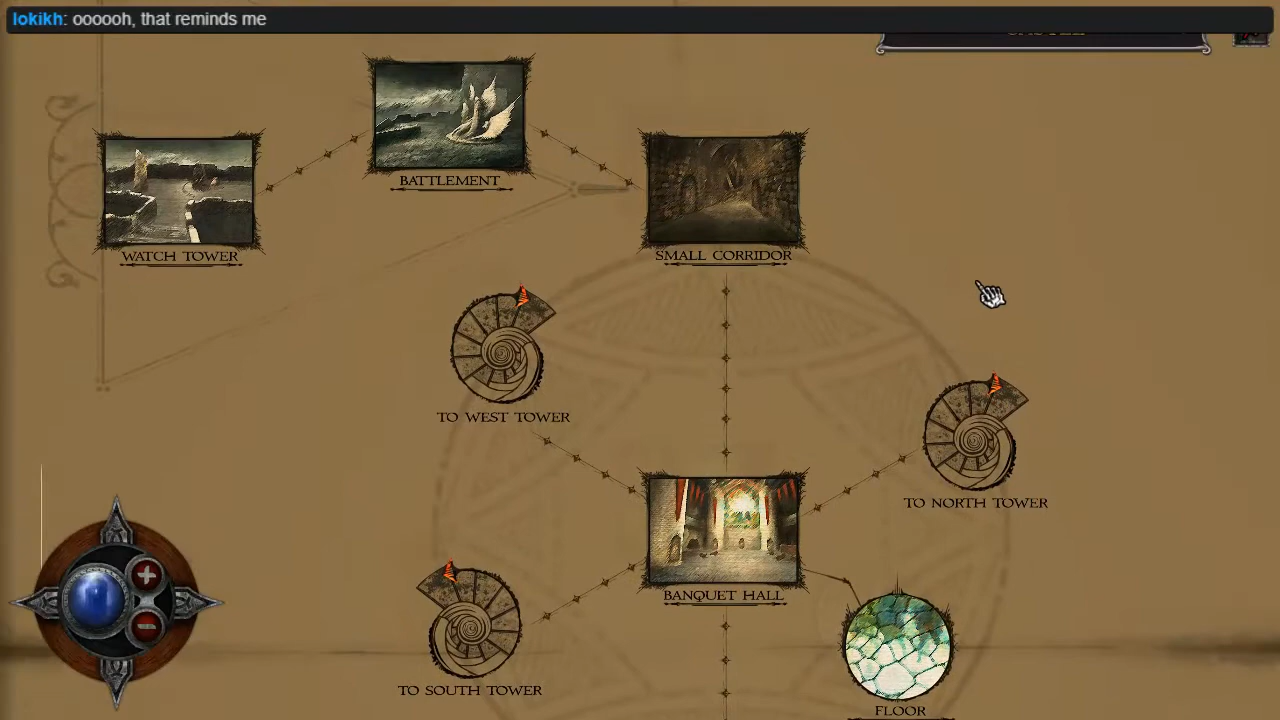 lokikh: oooooh, that reminds me
BATTLEMENT
WATCH TOWER
SMALL CORRIDOR
TO WEST TOWER
TO NORTH TOWER
BANQUET HALL
TO SOUTH TOWER
FLOOR